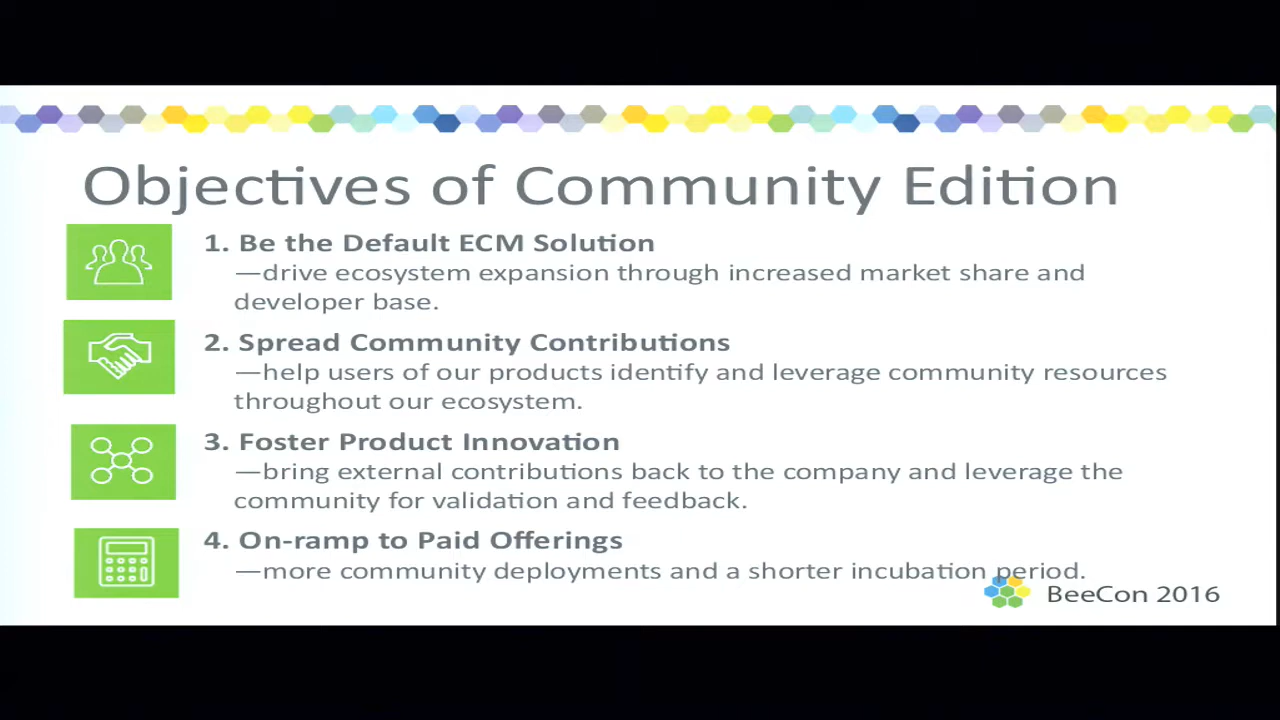 Objectives of Community Edition
1. Be the Default ECM Solution
—drive ecosystem expansion through increased market share and
developer base.
2. Spread Community Contributions
—help users of our products identify and leverage community resources
throughout our ecosystem.
3. Foster Product Innovation
—bring external contributions back to the company and leverage the
community for validation and feedback.
4. On-ramp to Paid Offerings
—more community deployments and a shorter incubation period.
BeeCon 2016